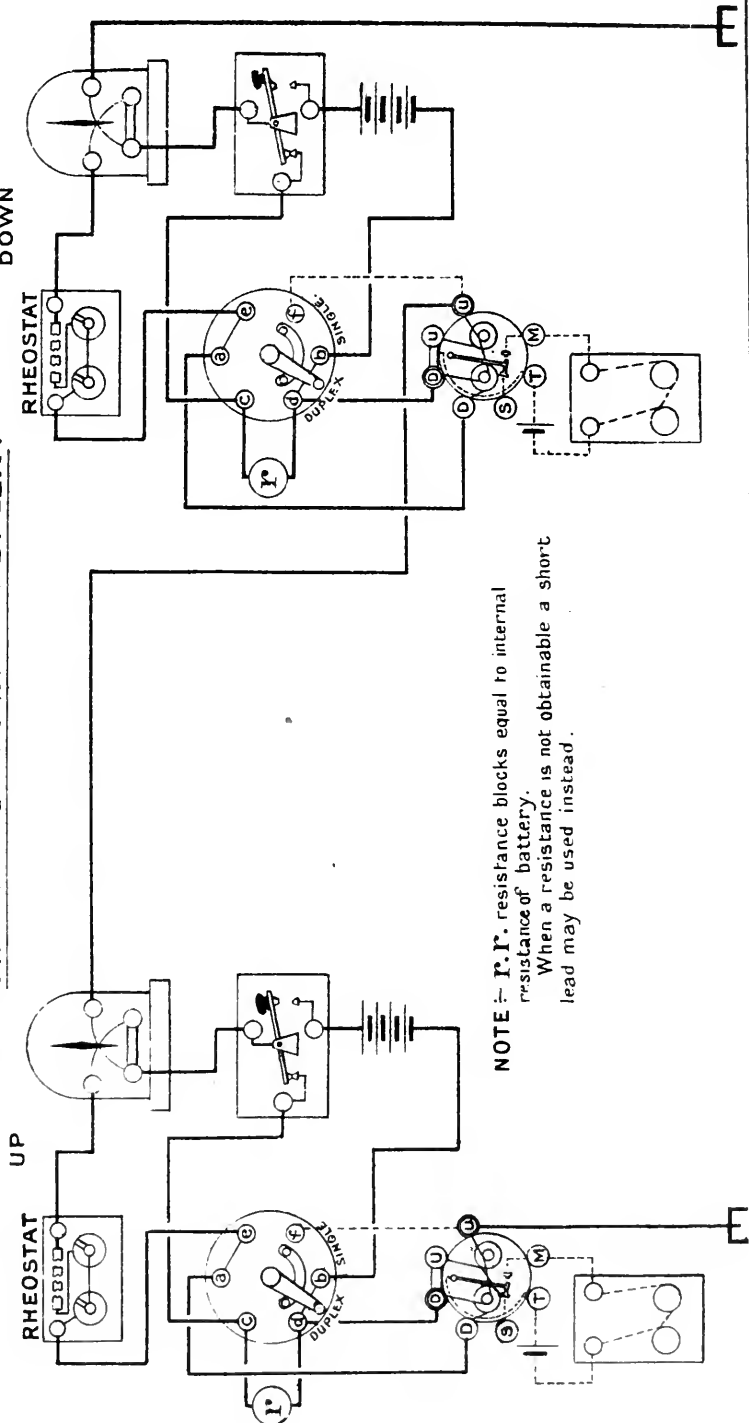 UP
RHEOSTAT
a
e
c
f
d
b
DUPLEX
SINGLE
r
D
U
U
D
S
T
M
DOWN
RHEOSTAT
a
e
c
f
d
b
DUPLEX
SINGLE.
r
D
U
U
D
S
T
M
NOTE :- r.r. resistance blocks equal to internal
resistance of battery.
When a resistance is not obtainable a short
lead may be used instead.